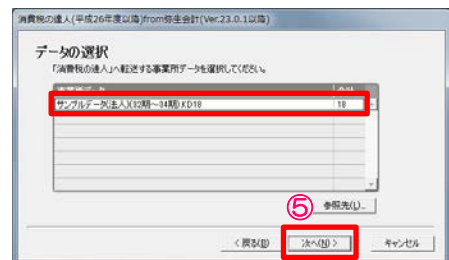 消費税の達人(平成26年度以降)from弥生会計(Ver.23.0.1以降)
データの選択
「消費税の達人」へ転送する事業所データを選択してください。
サンプルデータ(法人)(32期～34期).KD18 18
⑤ 参照先(L)...
< 戻る(B) 次へ(N) > キャンセル